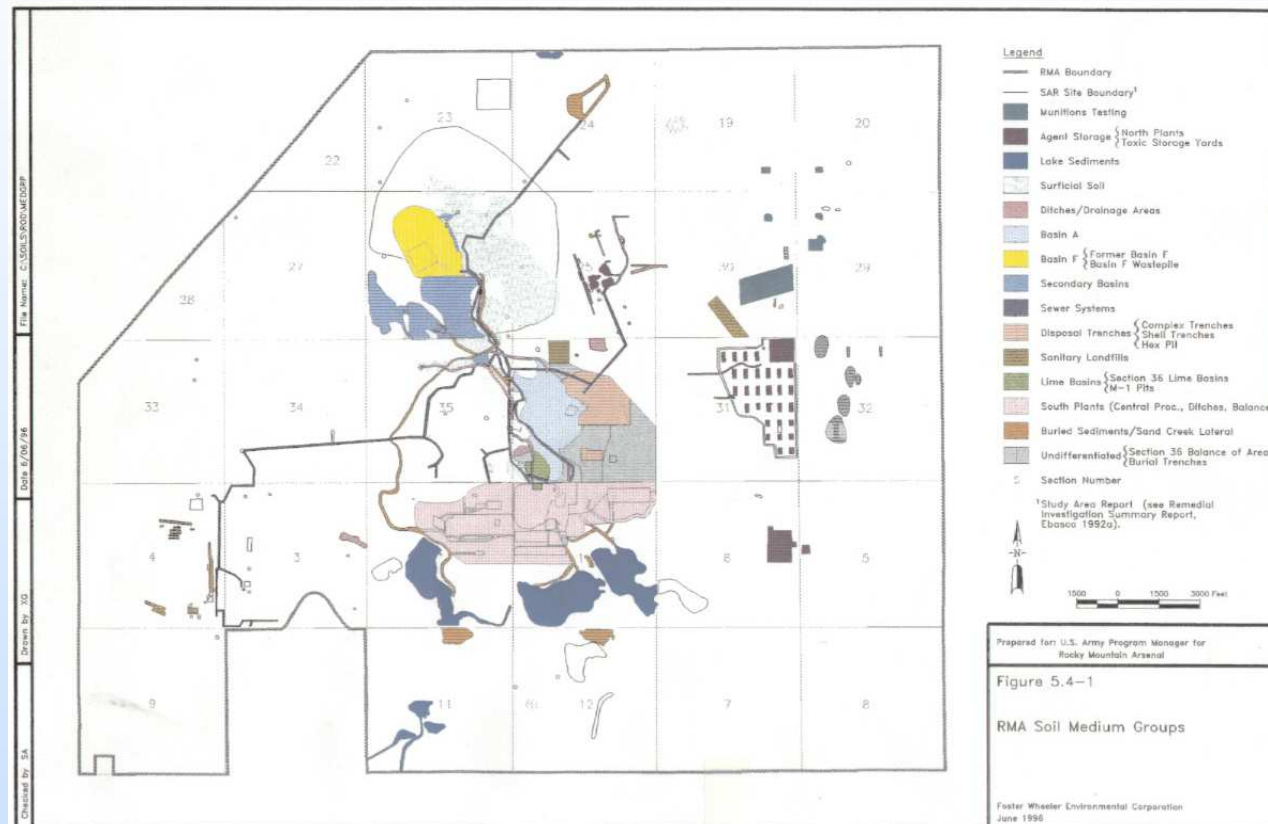 Legend
RMA Boundary
SAR Site Boundary¹
Munitions Testing
Agent Storage { North Plants
Toxic Storage Yards
Lake Sediments
Surficial Soil
Ditches/Drainage Areas
Basin A
Basin F { Former Basin F
Basin F Wastepile
Secondary Basins
Sewer Systems
Disposal Trenches { Complex Trenches
Shell Trenches
Hex Pit
Sanitary Landfills
Lime Basins { Section 36 Lime Basins
M-1 Pits
South Plants (Central Proc., Ditches, Balance
Buried Sediments/Sand Creek Lateral
Undifferentiated { Section 36 Balance of Area
Burial Trenches
Section Number
¹Study Area Report (see Remedial
Investigation Summary Report,
Ebasco 1992a).
-N-
1500 0 1500 3000 Feet
Prepared for: U.S. Army Program Manager for
Rocky Mountain Arsenal
Figure 5.4-1
RMA Soil Medium Groups
Foster Wheeler Environmental Corporation
June 1996
File Name: C:\SOILS\ROD\MEDGRP
Date 6/06/96
Drawn by XG
Checked by SA
23 24 19 20
22
27 30 29
28
33 34 35 31 32
4 3 6 5
9 11 12 7 8